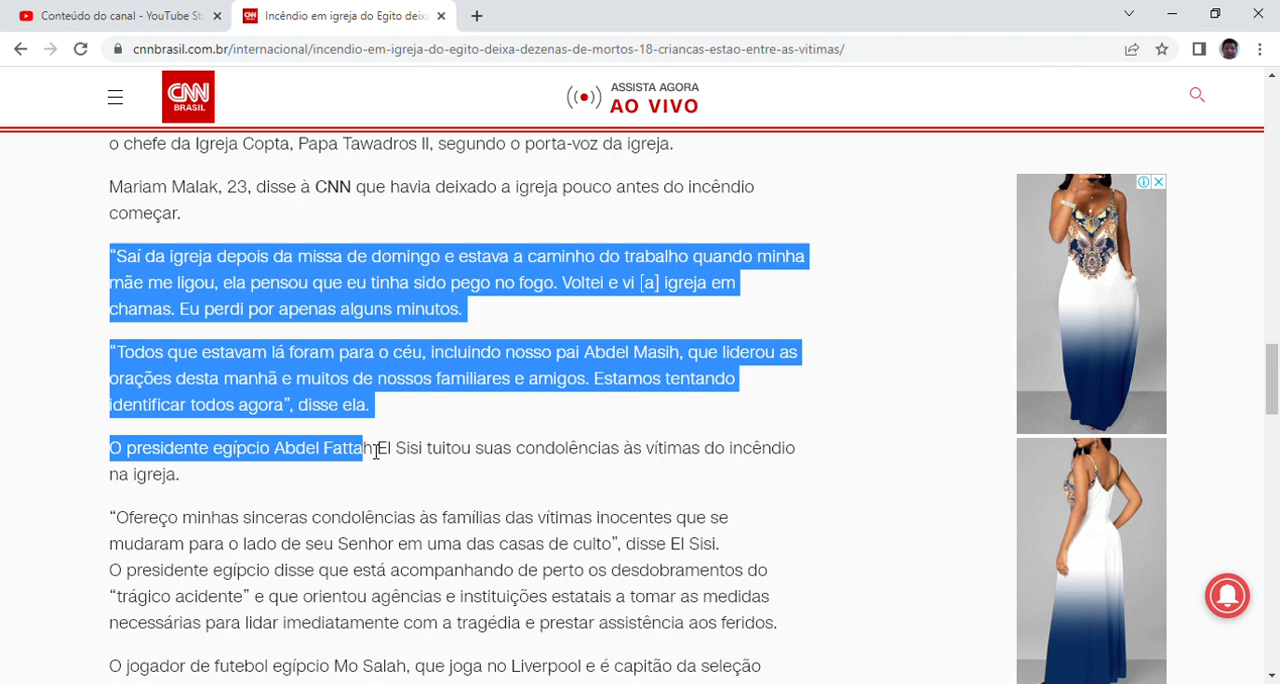 Conteúdo do canal - YouTube St
Incêndio em igreja do Egito deix
cnnbrasil.com.br/internacional/incendio-em-igreja-do-egito-deixa-dezenas-de-mortos-18-criancas-estao-entre-as-vitimas/
CNN
BRASIL
ASSISTA AGORA
AO VIVO
o chefe da Igreja Copta, Papa Tawadros II, segundo o porta-voz da igreja.
Mariam Malak, 23, disse à CNN que havia deixado a igreja pouco antes do incêndio
começar.
“Saí da igreja depois da missa de domingo e estava a caminho do trabalho quando minha
mãe me ligou, ela pensou que eu tinha sido pego no fogo. Voltei e vi [a] igreja em
chamas. Eu perdi por apenas alguns minutos.
“Todos que estavam lá foram para o céu, incluindo nosso pai Abdel Masih, que liderou as
orações desta manhã e muitos de nossos familiares e amigos. Estamos tentando
identificar todos agora”, disse ela.
O presidente egípcio Abdel Fattah El Sisi tuitou suas condolências às vítimas do incêndio
na igreja.
“Ofereço minhas sinceras condolências às famílias das vítimas inocentes que se
mudaram para o lado de seu Senhor em uma das casas de culto”, disse El Sisi.
O presidente egípcio disse que está acompanhando de perto os desdobramentos do
“trágico acidente” e que orientou agências e instituições estatais a tomar as medidas
necessárias para lidar imediatamente com a tragédia e prestar assistência aos feridos.
O jogador de futebol egípcio Mo Salah, que joga no Liverpool e é capitão da seleção